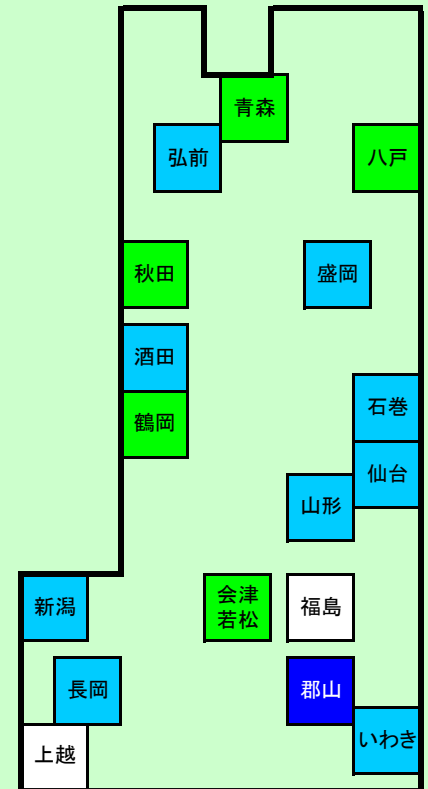 青森
弘前
八戸
秋田
盛岡
酒田
石巻
鶴岡
仙台
山形
新潟
会津
若松
福島
長岡
郡山
いわき
上越